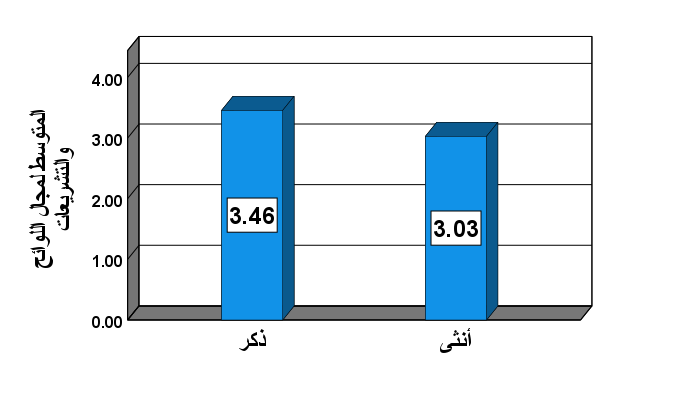 المتوسط لمجال اللوائح
والتشريعات
4.00
3.00
2.00
1.00
0.00
3.46
3.03
ذكر
أنثى